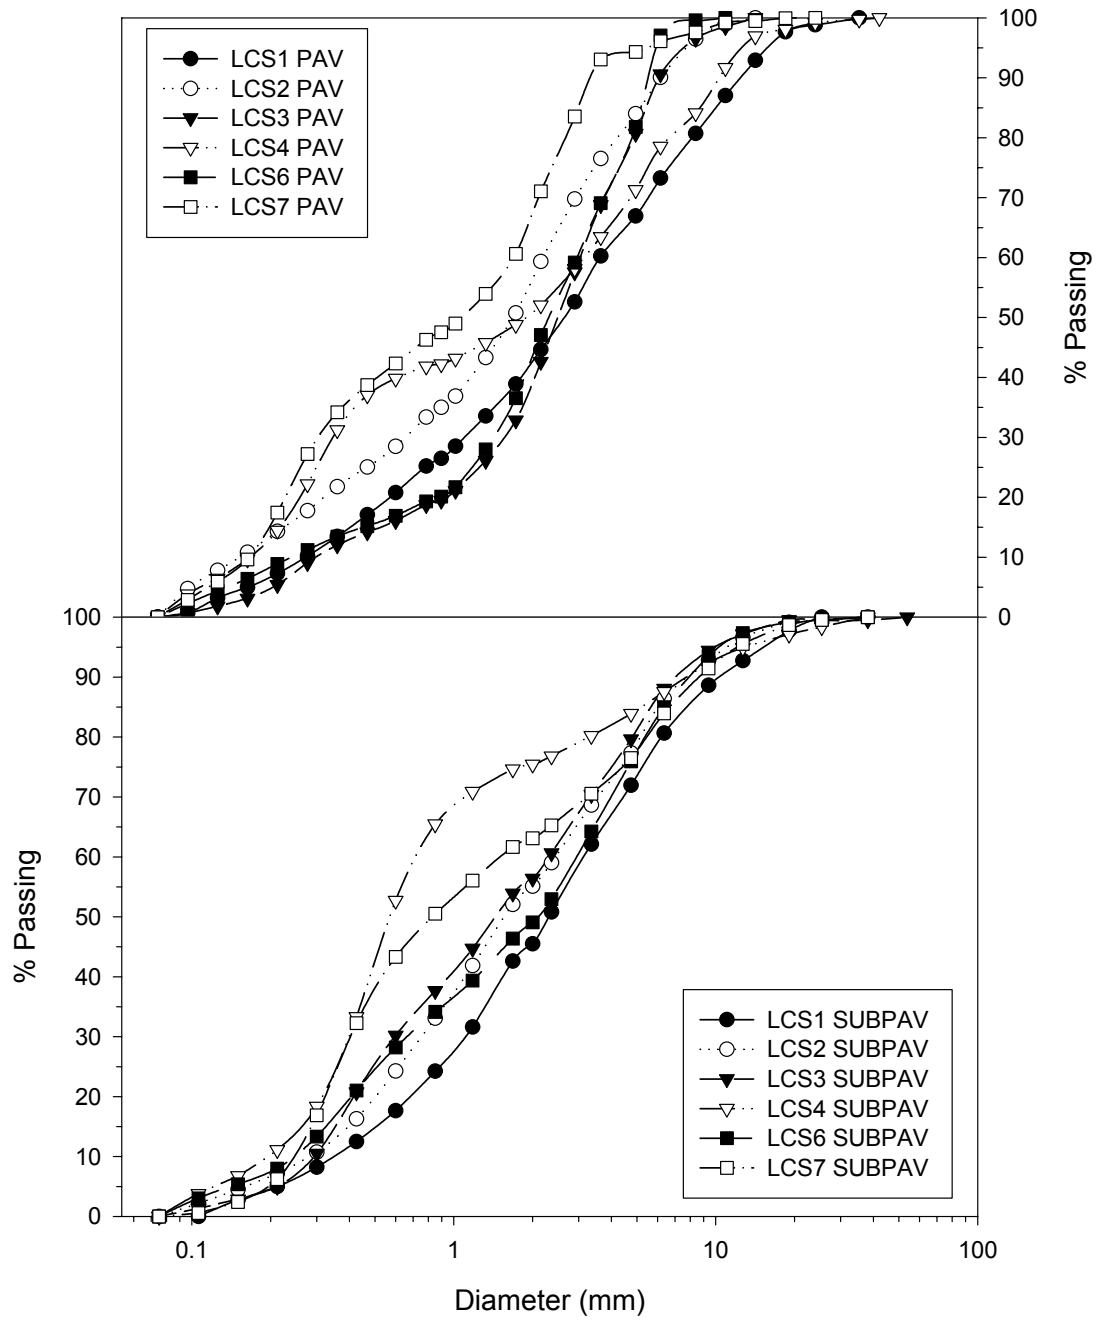 LCS1 PAV
LCS2 PAV
LCS3 PAV
LCS4 PAV
LCS6 PAV
LCS7 PAV
100
90
80
70
60
50
40
30
20
10
0
% Passing
100
90
80
70
60
50
40
30
20
10
0
% Passing
LCS1 SUBPAV
LCS2 SUBPAV
LCS3 SUBPAV
LCS4 SUBPAV
LCS6 SUBPAV
LCS7 SUBPAV
0.1 1 10 100
Diameter (mm)